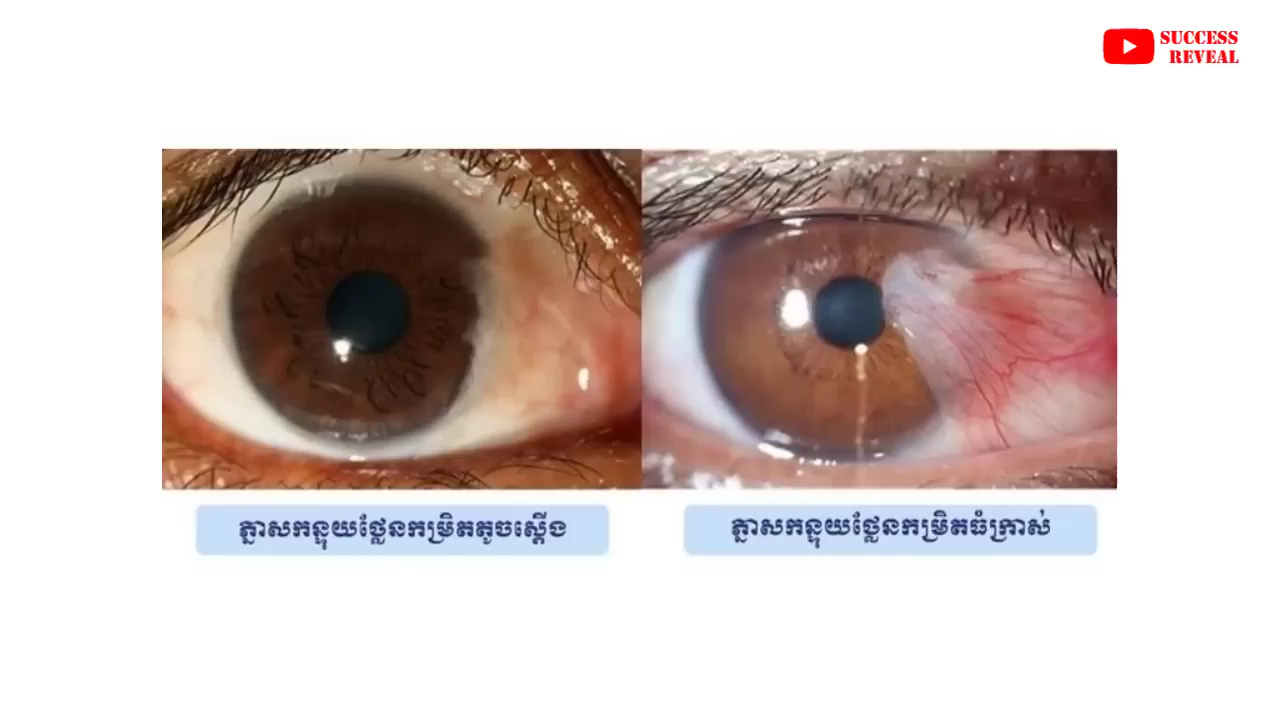 SUCCESS
REVEAL
ភ្នាសកន្ទុយថ្លែនកម្រិតតូចស្តើង
ភ្នាសកន្ទុយថ្លែនកម្រិតធំក្រាស់